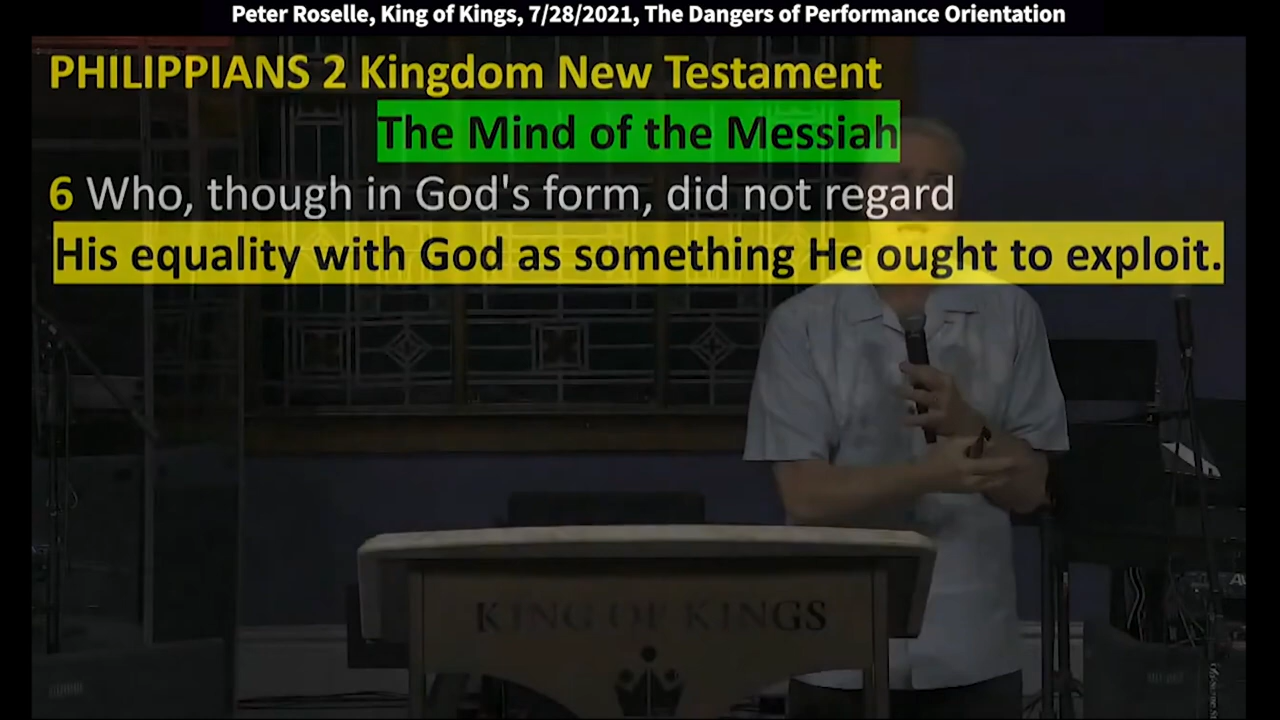 Peter Roselle, King of Kings, 7/28/2021, The Dangers of Performance Orientation
PHILIPPIANS 2 Kingdom New Testament
The Mind of the Messiah
6 Who, though in God's form, did not regard
His equality with God as something He ought to exploit.
KING OF KINGS